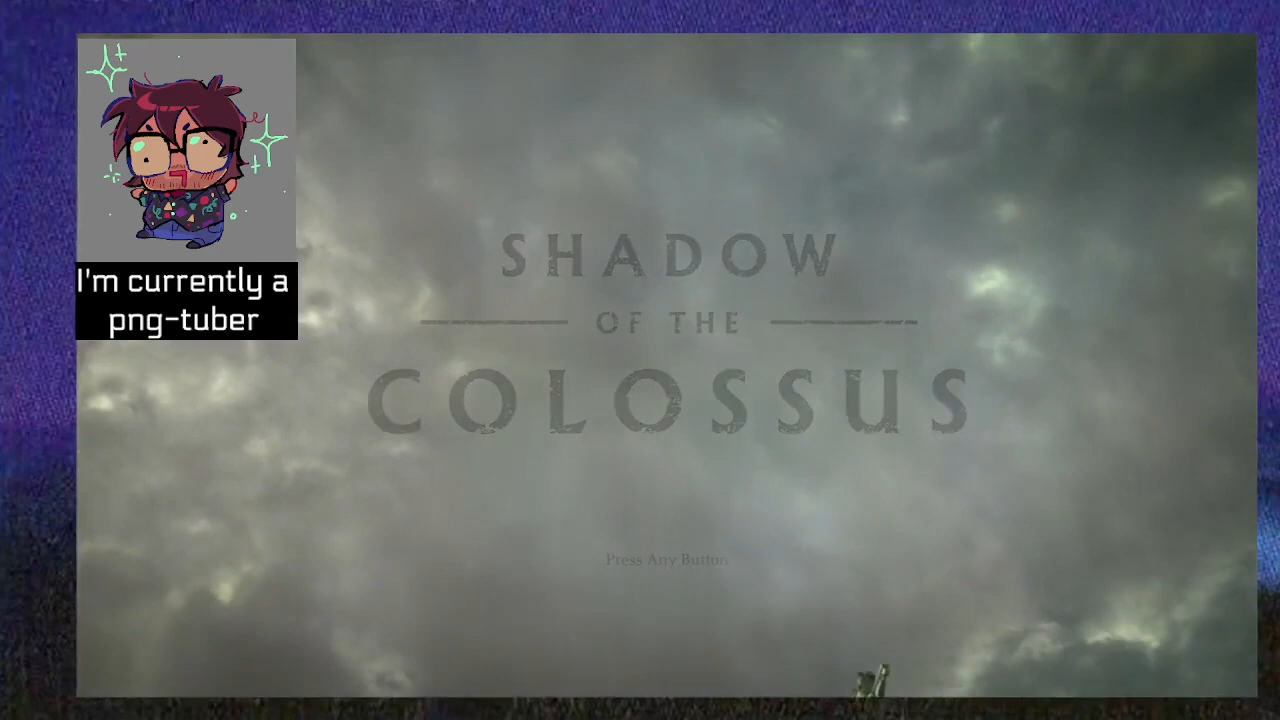 I'm currently a
png-tuber
SHADOW
OF THE
COLOSSUS
Press Any Button